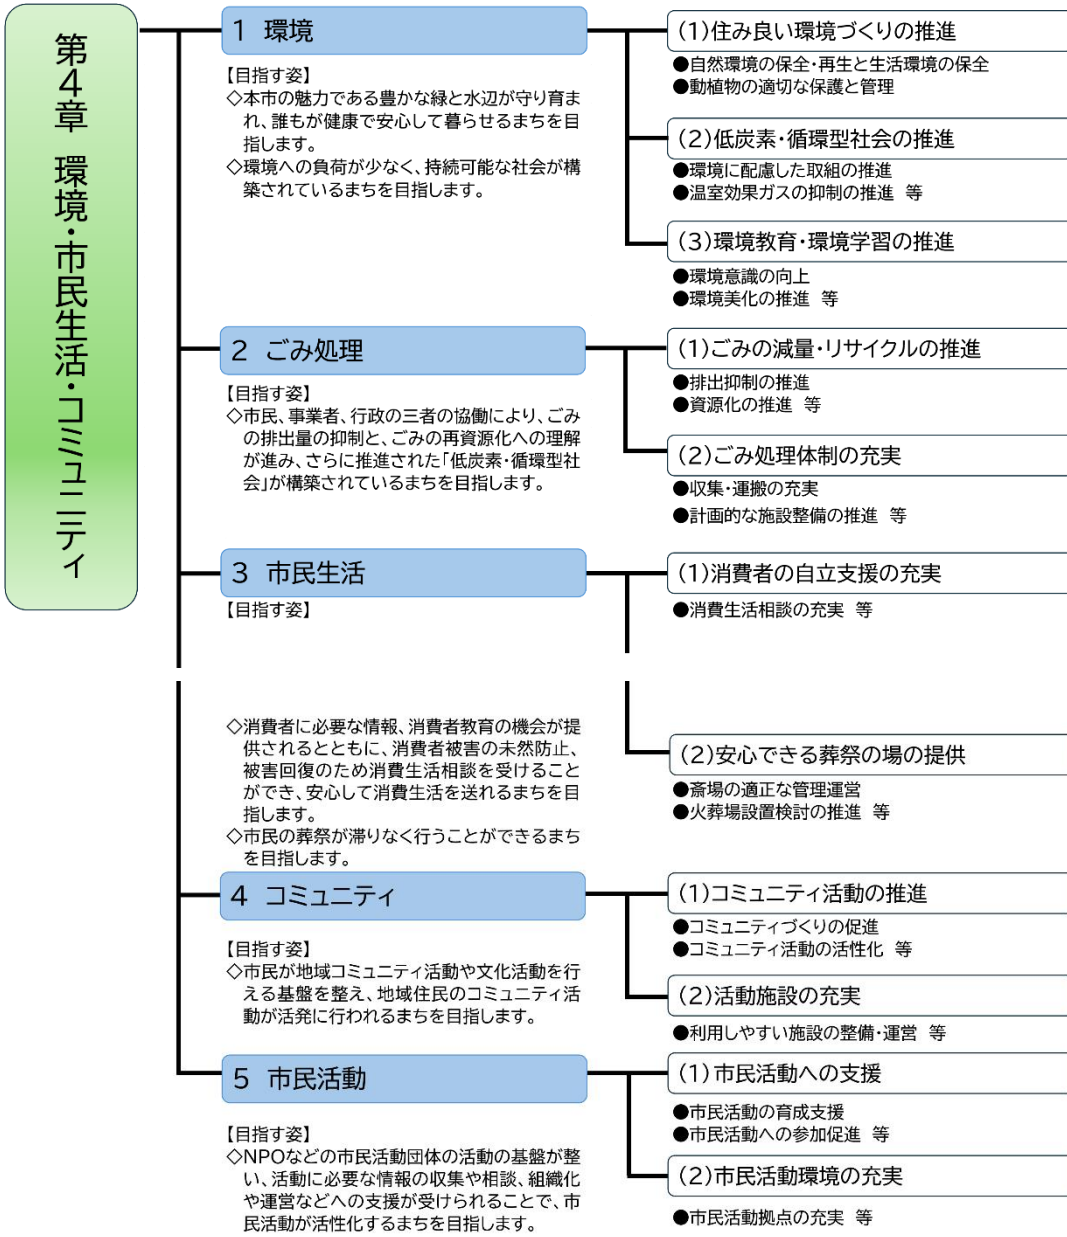 第4章 環境・市民生活・コミュニティ
1 環境
【目指す姿】
◇本市の魅力である豊かな緑と水辺が守り育ま
れ、誰もが健康で安心して暮らせるまちを目
指します。
◇環境への負荷が少なく、持続可能な社会が構
築されているまちを目指します。
(1)住み良い環境づくりの推進
●自然環境の保全・再生と生活環境の保全
●動植物の適切な保護と管理
(2)低炭素・循環型社会の推進
●環境に配慮した取組の推進
●温室効果ガスの抑制の推進 等
(3)環境教育・環境学習の推進
●環境意識の向上
●環境美化の推進 等
2 ごみ処理
【目指す姿】
◇市民、事業者、行政の三者の協働により、ごみ
の排出量の抑制と、ごみの再資源化への理解
が進み、さらに推進された「低炭素・循環型社
会」が構築されているまちを目指します。
(1)ごみの減量・リサイクルの推進
●排出抑制の推進
●資源化の推進 等
(2)ごみ処理体制の充実
●収集・運搬の充実
●計画的な施設整備の推進 等
3 市民生活
【目指す姿】
◇消費者に必要な情報、消費者教育の機会が提
供されるとともに、消費者被害の未然防止、
被害回復のため消費生活相談を受けること
ができ、安心して消費生活を送れるまちを目
指します。
◇市民の葬祭が滞りなく行うことができるまち
を目指します。
(1)消費者の自立支援の充実
●消費生活相談の充実 等
(2)安心できる葬祭の場の提供
●斎場の適正な管理運営
●火葬場設置検討の推進 等
4 コミュニティ
【目指す姿】
◇市民が地域コミュニティ活動や文化活動を行
える基盤を整え、地域住民のコミュニティ活
動が活発に行われるまちを目指します。
(1)コミュニティ活動の推進
●コミュニティづくりの促進
●コミュニティ活動の活性化 等
(2)活動施設の充実
●利用しやすい施設の整備・運営 等
5 市民活動
【目指す姿】
◇NPOなどの市民活動団体の活動の基盤が整
い、活動に必要な情報の収集や相談、組織化
や運営などへの支援が受けられることで、市
民活動が活性化するまちを目指します。
(1)市民活動への支援
●市民活動の育成支援
●市民活動への参加促進 等
(2)市民活動環境の充実
●市民活動拠点の充実 等